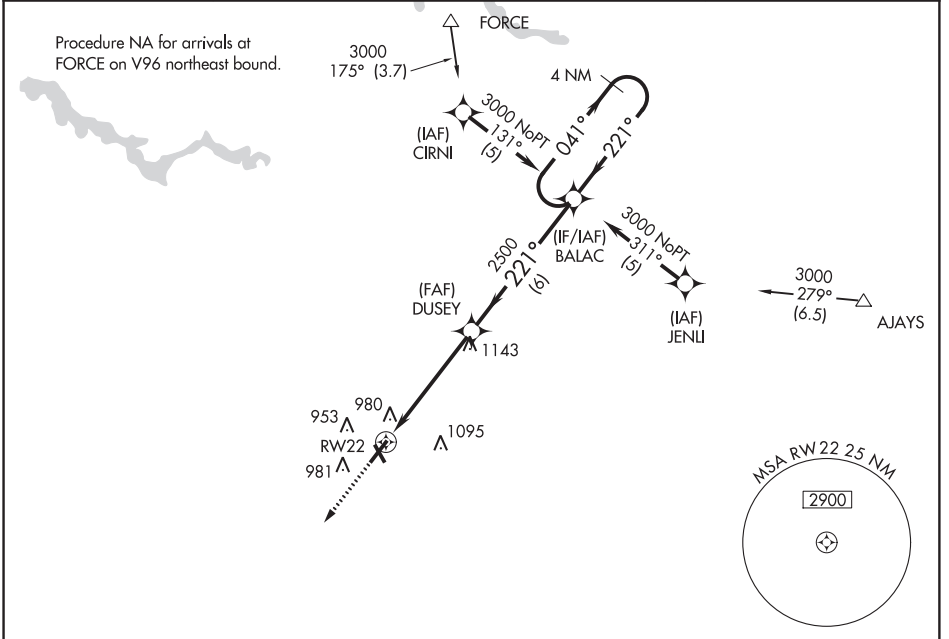 Procedure NA for arrivals at
FORCE on V96 northeast bound.
FORCE
3000
175° (3.7)
4 NM
(IAF)
CIRNI
3000 NoPT
131°
(5)
041°
221°
(IF/IAF)
BALAC
3000 NoPT
311°
(5)
2500
221°
(6)
(FAF)
DUSEY
(IAF)
JENLI
3000
279°
(6.5)
AJAYS
1143
953
980
1095
RW22
981
MSA RW 22 25 NM
2900